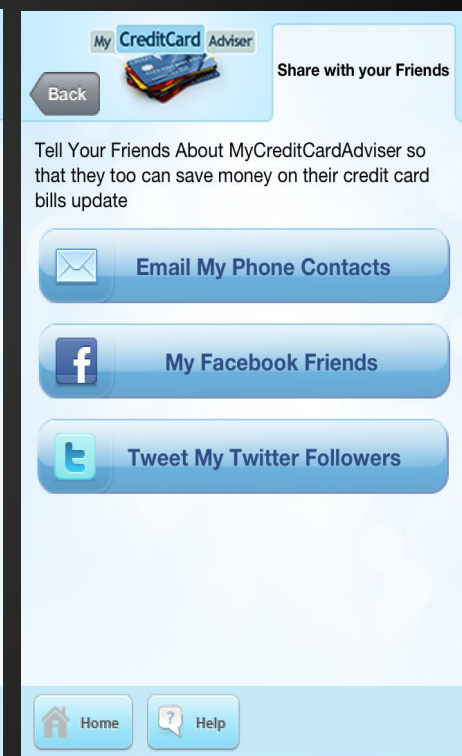 My CreditCard Adviser
Share with your Friends
Back
Tell Your Friends About MyCreditCardAdviser so
that they too can save money on their credit card
bills update
Email My Phone Contacts
f
My Facebook Friends
t
Tweet My Twitter Followers
Home
?
Help